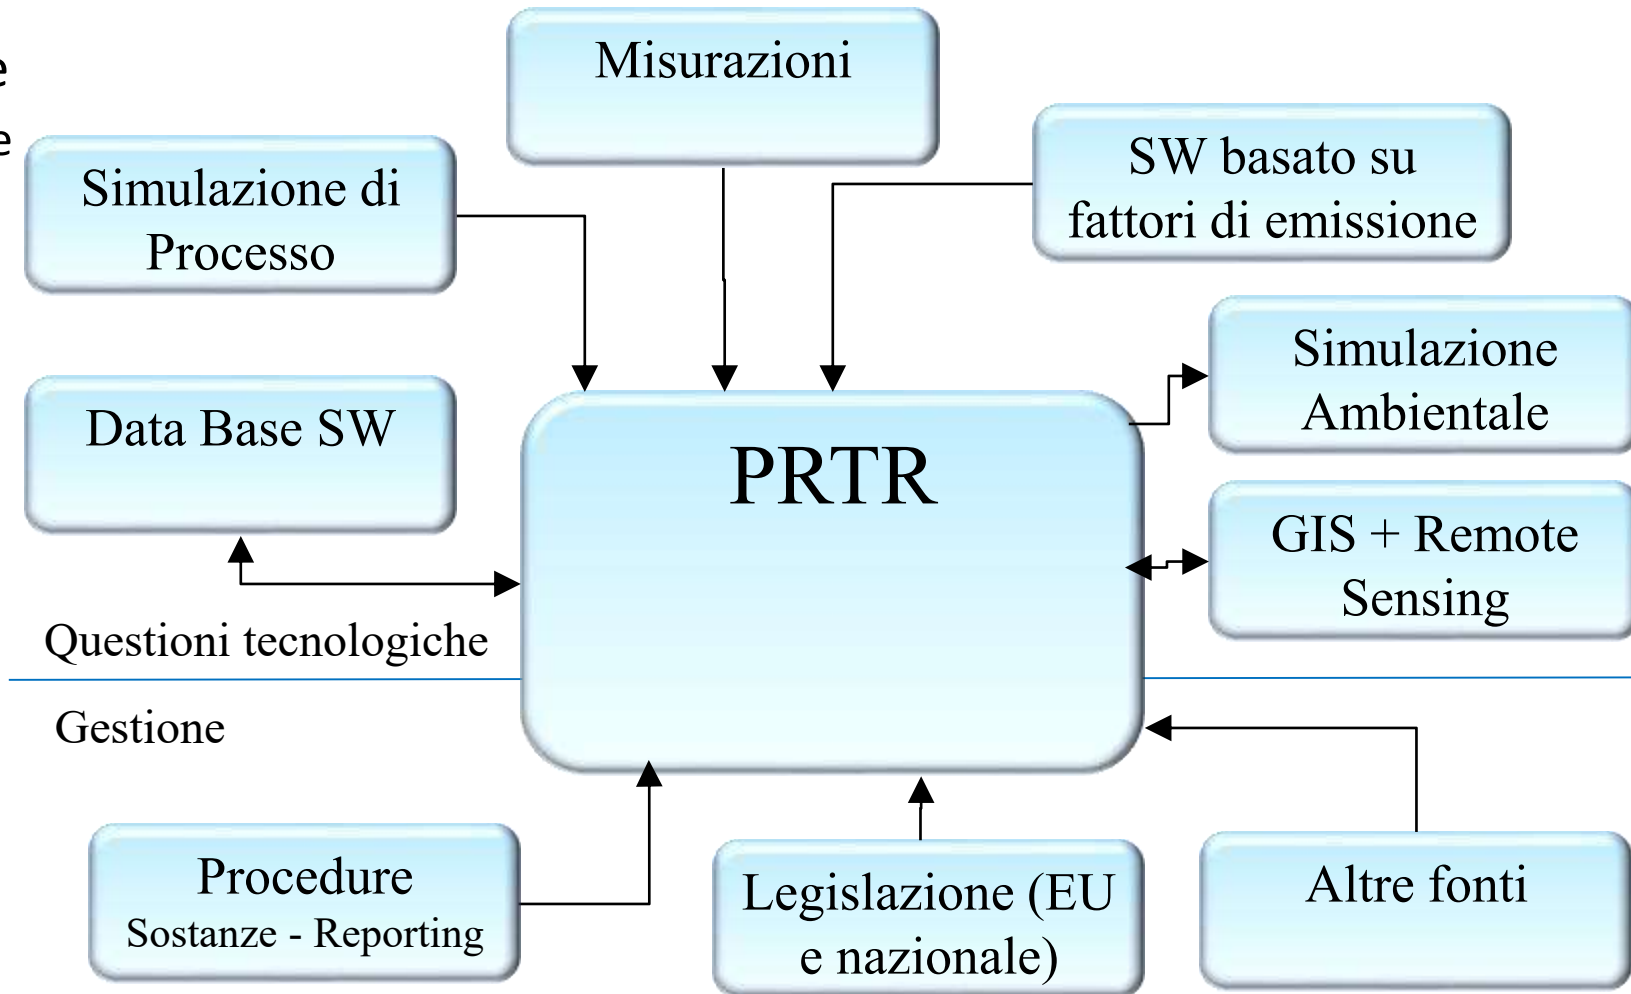 e
e
Misurazioni
Simulazione di
Processo
SW basato su
fattori di emissione
Simulazione
Ambientale
Data Base SW
PRTR
GIS + Remote
Sensing
Questioni tecnologiche
Gestione
Procedure
Sostanze - Reporting
Legislazione (EU
e nazionale)
Altre fonti